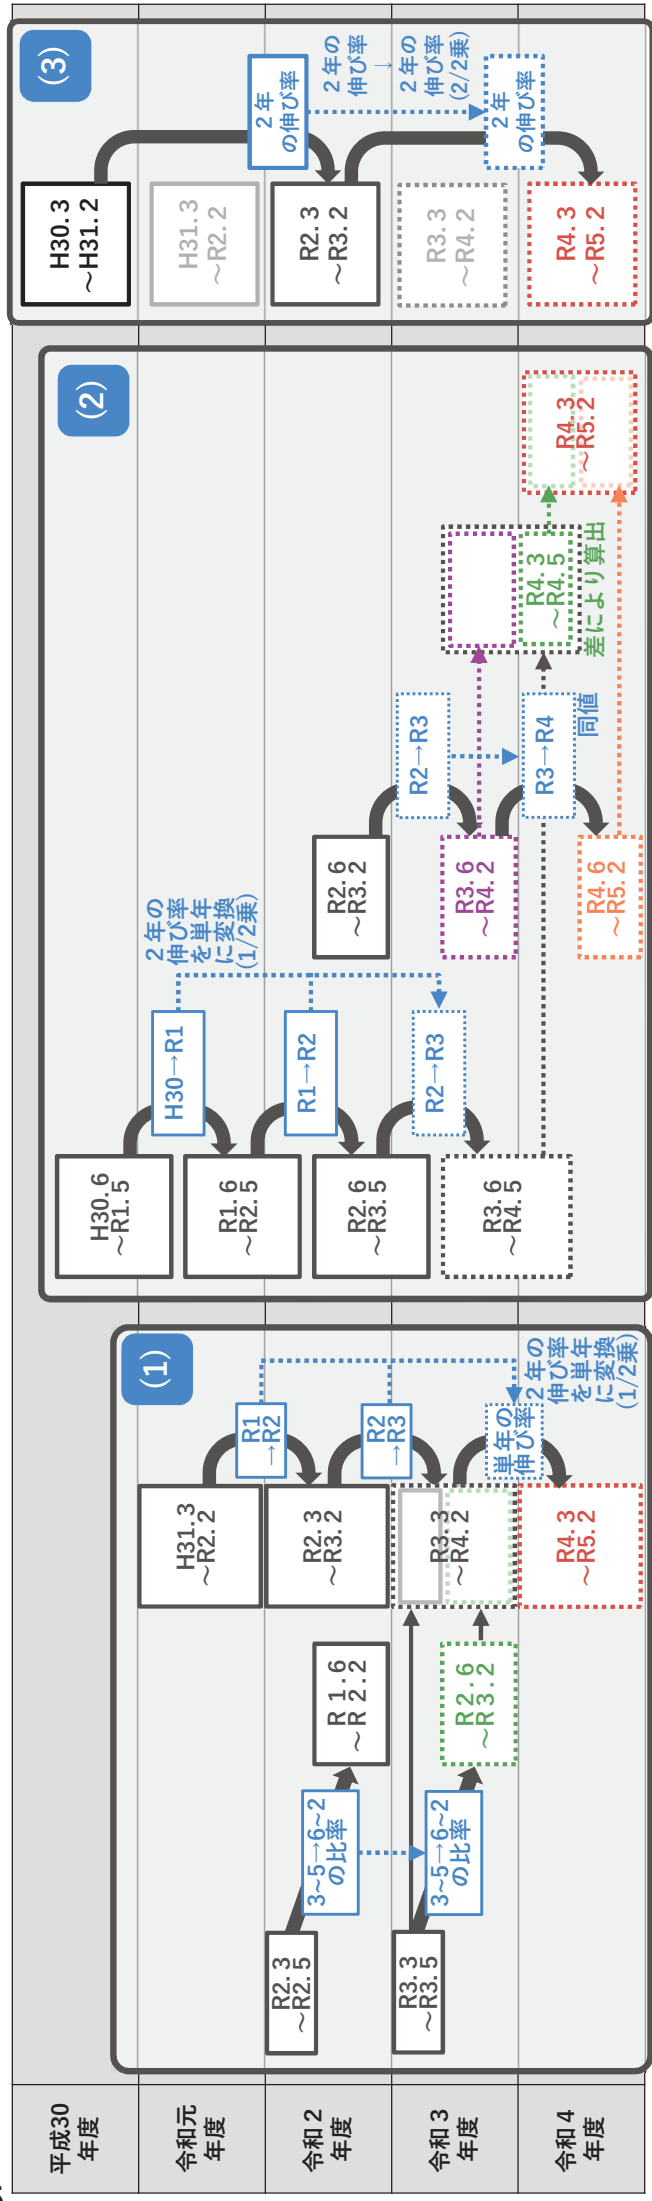 平成30
年度
令和元
年度
令和２
年度
令和３
年度
令和４
年度
(1)
R2.3
～R2.5
3~5→6~2
の比率
R1.6
～R2.2
R3.3
～R3.5
3~5→6~2
の比率
R2.6
～R3.2
H31.3
～R2.2
R1
→R2
R2.3
～R3.2
R2
→R3
R3.3
～R4.2
単年の
伸び率
R4.3
～R5.2
２年の
伸び率
を単年
に変換
(1/2乗)
(2)
H30.6
～R1.5
H30→R1
R1.6
～R2.5
R1→R2
R2.6
～R3.5
R2→R3
R3.6
～R4.5
２年の
伸び率
を単年
に変換
(1/2乗)
R2.6
～R3.2
R2→R3
R3.6
～R4.2
R3→R4
同値
R4.6
～R5.2
R4.3
～R4.5
差により算出
R4.3
～R5.2
(3)
H30.3
～H31.2
H31.3
～R2.2
R2.3
～R3.2
R3.3
～R4.2
R4.3
～R5.2
２年
の伸び率
２年の
伸び率
→
２年の
伸び率
(2/2乗)
２年
の伸び率